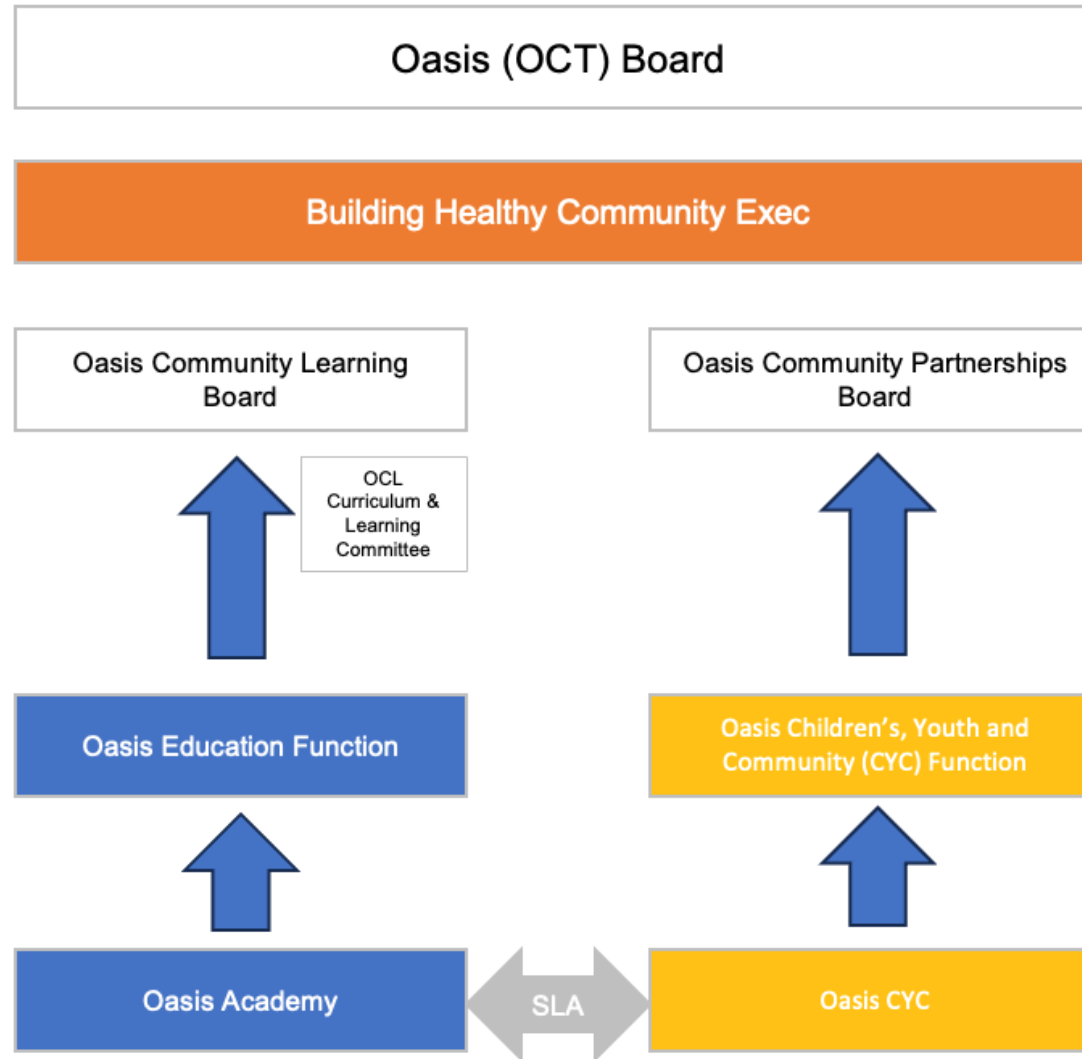 Oasis (OCT) Board
Building Healthy Community Exec
Oasis Community Learning
Board
Oasis Community Partnerships
Board
OCL
Curriculum &
Learning
Committee
Oasis Education Function
Oasis Children's, Youth and
Community (CYC) Function
Oasis Academy
SLA
Oasis CYC